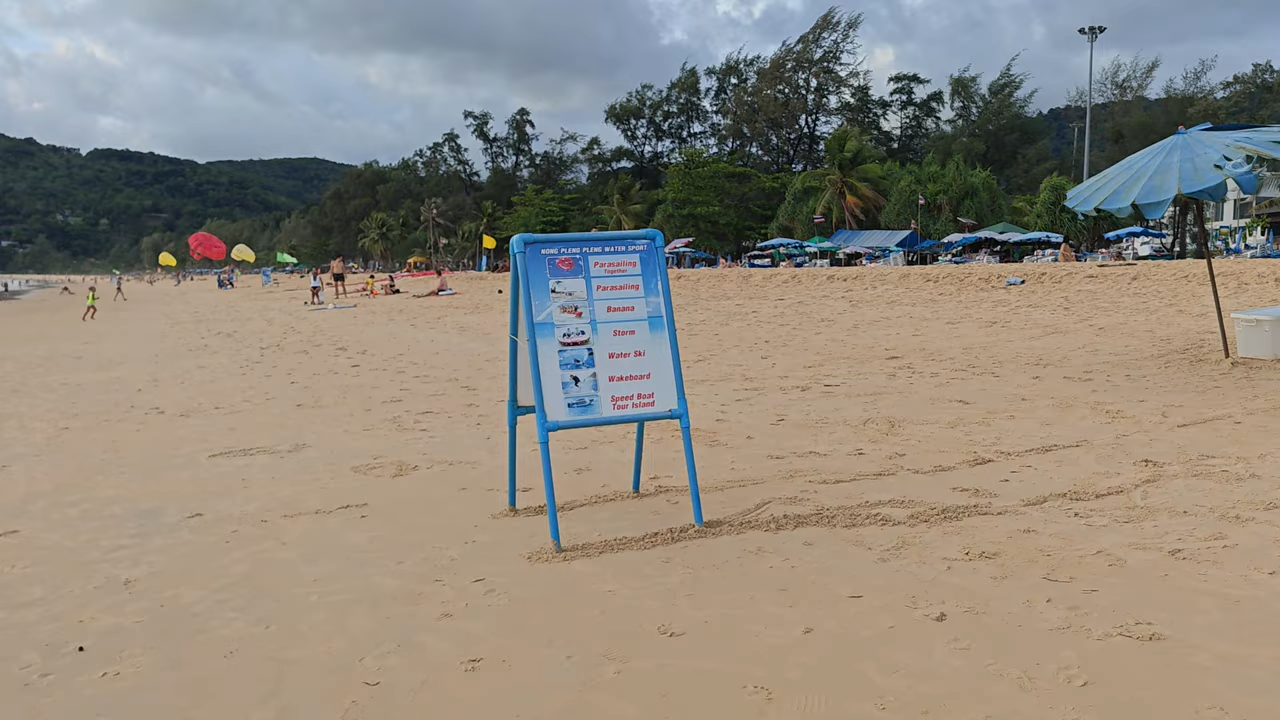 NONG PLENG PLENG WATER SPORT
Parasailing
Together
Parasailing
Banana
Storm
Water Ski
Wakeboard
Speed Boat
Tour Island